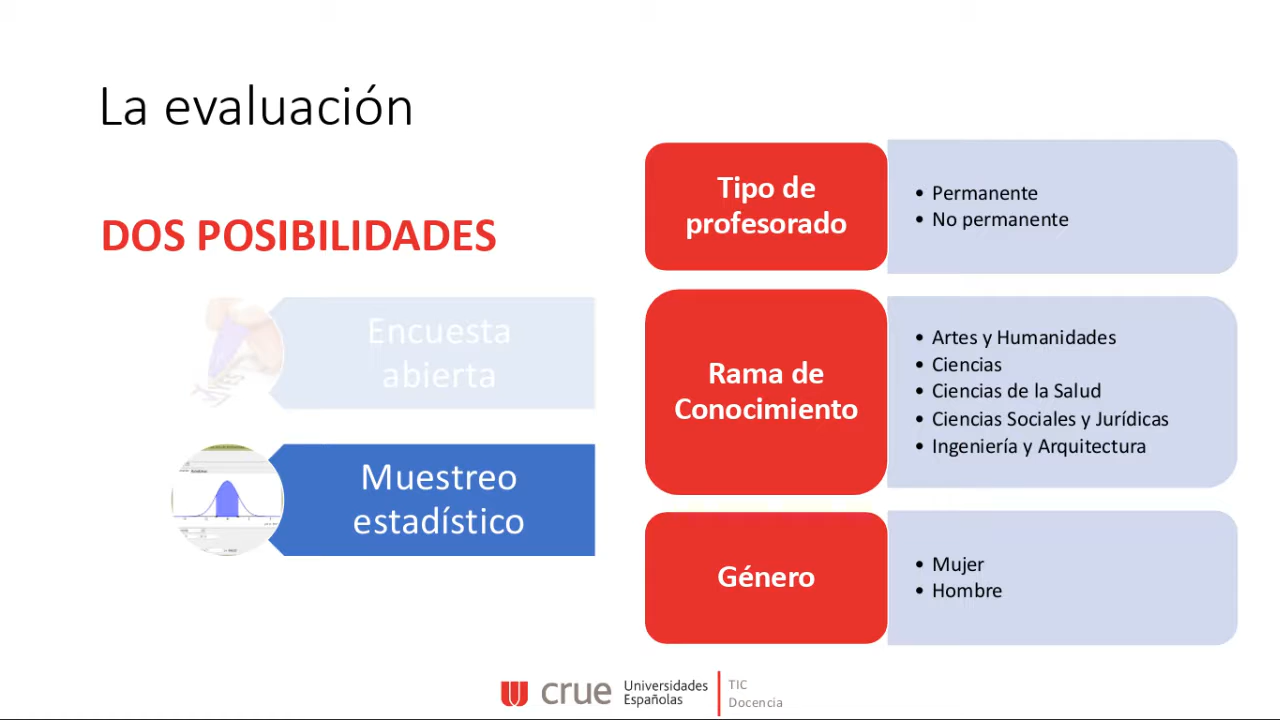 La evaluación
DOS POSIBILIDADES
Encuesta
abierta
Muestreo
estadístico
Tipo de
profesorado
• Permanente
• No permanente
Rama de
Conocimiento
• Artes y Humanidades
• Ciencias
• Ciencias de la Salud
• Ciencias Sociales y Jurídicas
• Ingeniería y Arquitectura
Género
• Mujer
• Hombre
crue
Universidades
Españolas
TIC
Docencia